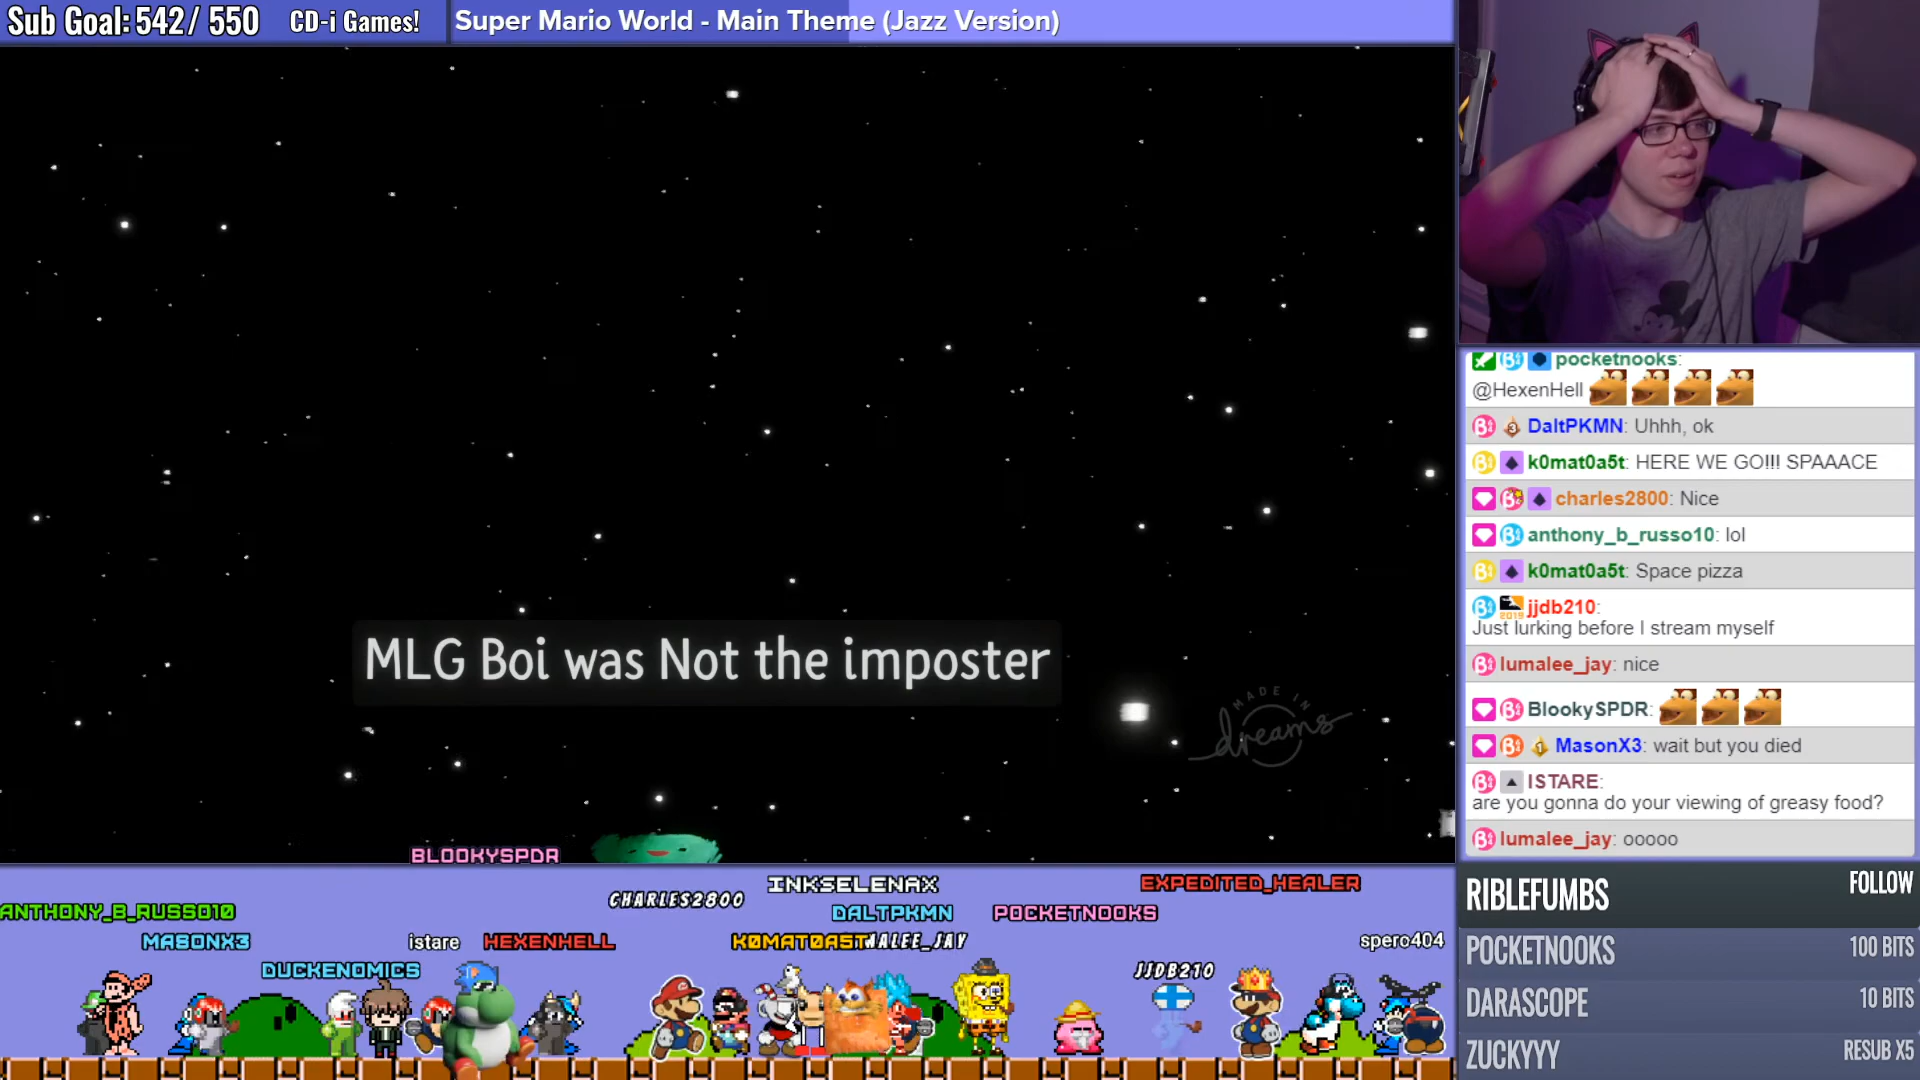 Sub Goal: 542/ 550 CD-i Games! Super Mario World - Main Theme (Jazz Version)
MLG Boi was Not the imposter
MADE IN
dreams
pocketnooks:
@HexenHell
DaltPKMN: Uhhh, ok
k0mat0a5t: HERE WE GO!!! SPAAACE
charles2800: Nice
anthony_b_russo10: lol
k0mat0a5t: Space pizza
jjdb210:
Just lurking before I stream myself
lumalee_jay: nice
BlookySPDR:
MasonX3: wait but you died
ISTARE:
are you gonna do your viewing of greasy food?
lumalee_jay: ooooo
RIBLEFUMBS FOLLOW
POCKETNOOKS 100 BITS
DARASCOPE 10 BITS
ZUCKYYY RESUB X5
BLOOKYSPDR
INKSELENAX
EXPEDITED_HEALER
CHARLES2800
ANTHONY_B_RUSSO10
DALTPKMN
POCKETNOOKS
MASONX3
istare
HEXENHELL
K0MAT0A5T
spero404
DUCKENOMICS
JJDB210